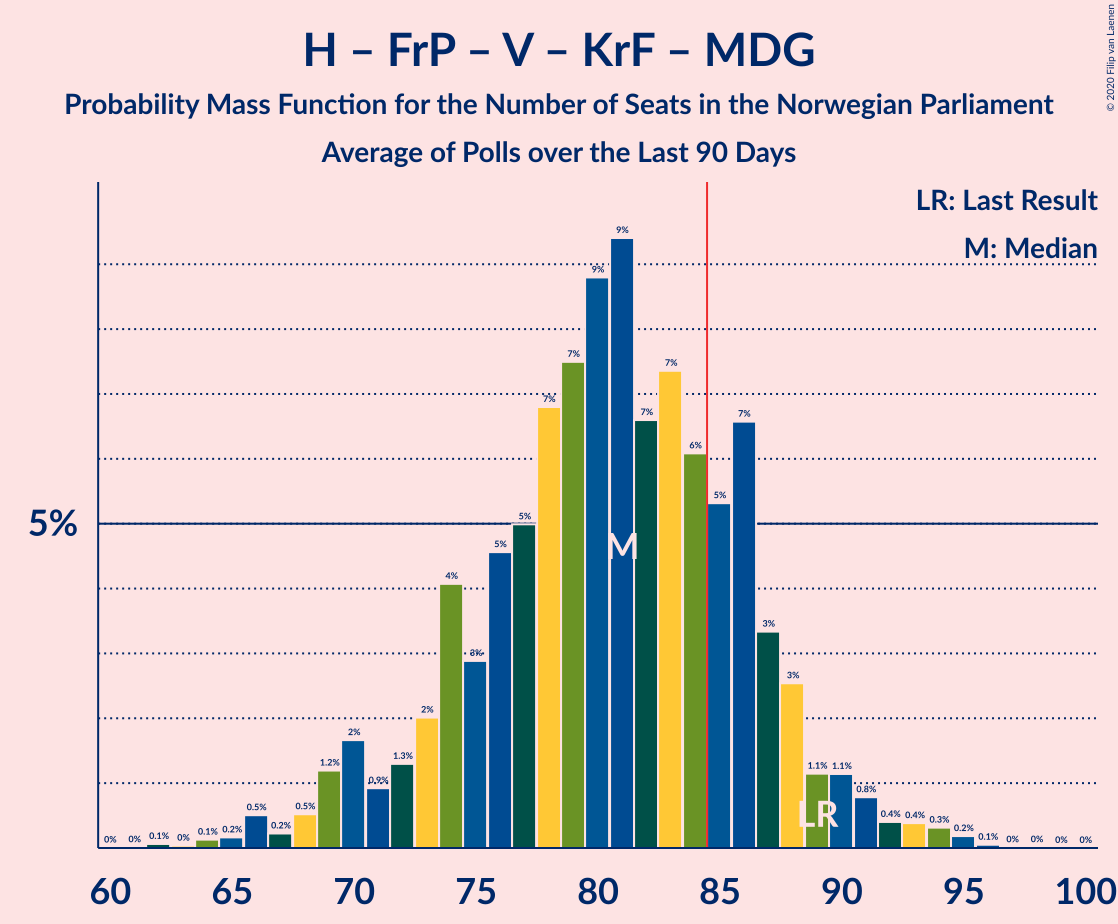 H – FrP – V – KrF – MDG
Probability Mass Function for the Number of Seats in the Norwegian Parliament
Average of Polls over the Last 90 Days
© 2020 Filip van Laenen
LR: Last Result
M: Median
5%
0% 0% 0.1% 0% 0.1% 0.2% 0.5% 0.2% 0.5% 1.2% 2% 0.9% 1.3% 2% 4% 3% 5% 5% 7% 7% 9% 9% 7% 7% 6% 5% 7% 3% 3% 1.1% 1.1% 0.8% 0.4% 0.4% 0.3% 0.2% 0.1% 0% 0% 0% 0%
M
LR
60 65 70 75 80 85 90 95 100